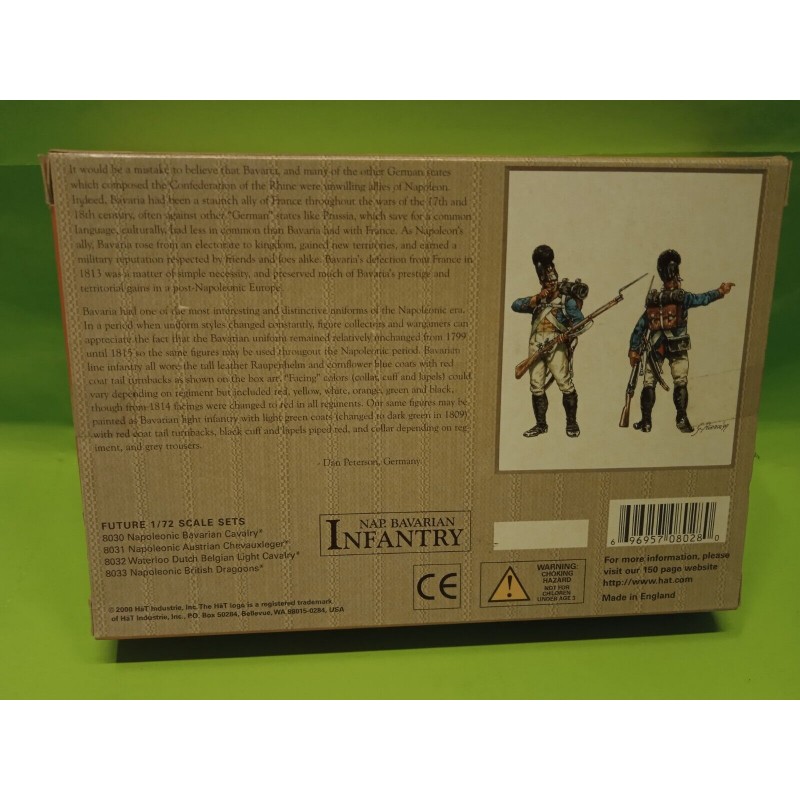 It would be a mistake to believe that Bavaria, and many of the other German states
which composed the Confederation of the Rhine were unwilling allies of Napoleon.
Indeed, Bavaria had been a staunch ally of France throughout the wars of the 17th and
18th century, often against other "German" states like Prussia, which save for a common
language, culturally, had less in common than Bavaria had with France. As Napoleon's
ally, Bavaria rose from an electorate to kingdom, gained new territories, and earned a
military reputation respected by friends and foes alike. Bavaria's defection from France in
1813 was a matter of simple necessity, and preserved much of Bavaria's prestige and
territorial gains in a post-Napoleonic Europe.
Bavaria had one of the most interesting and distinctive uniforms of the Napoleonic era.
In a period when uniform styles changed constantly, figure collectors and wargamers can
appreciate the fact that the Bavarian uniform remained relatively unchanged from 1799
until 1815 so the same figures may be used throughout the Napoleonic period. Bavarian
line infantry all wore the tall leather Raupenhelm and cornflower blue coats with red
coat tail turnbacks as shown on the box art. "Facing" colors (collar, cuff and lapels) could
vary depending on regiment but included red, yellow, white, orange, green and black,
though from 1814 facings were changed to red in all regiments. Our same figures may be
painted as Bavarian light infantry with light green coats (changed to dark green in 1809)
with red coat tail turnbacks, black cuff and lapels piped red, and collar depending on reg-
iment, and grey trousers.
- Dan Peterson, Germany
FUTURE 1/72 SCALE SETS
8030 Napoleonic Bavarian Cavalry*
8031 Napoleonic Austrian Chevauxleger*
8032 Waterloo Dutch Belgian Light Cavalry*
8033 Napoleonic British Dragoons*
© 2000 HäT Industrie, Inc. The HäT logo is a registered trademark
of HäT Industrie, Inc., PO. Box 50284, Bellevue, WA 98015-0284, USA
NAP. BAVARIAN
INFANTRY
CE
WARNING:
CHOKING
HAZARD
NOT FOR
CHILDREN
UNDER AGE 3
6 96957 08028 0
For more information, please
visit our 150 page website
http://www.hat.com
Made in England